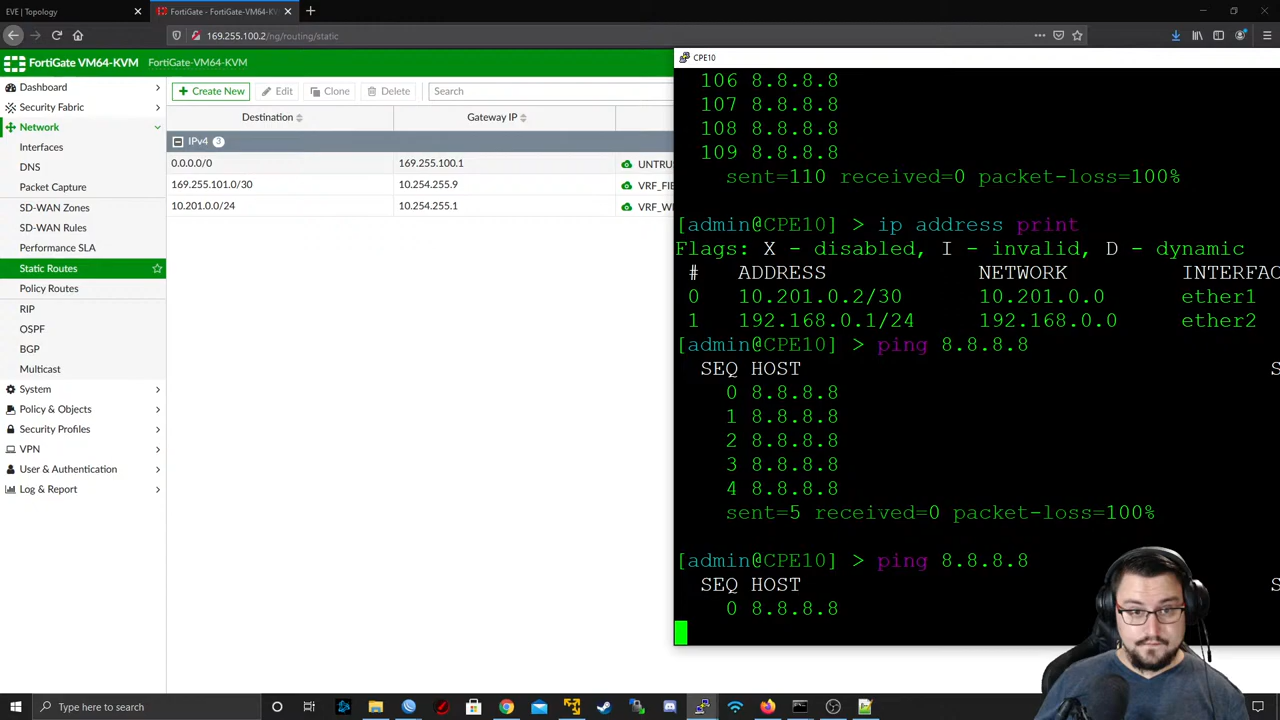 EVE | Topology
FortiGate - FortiGate-VM64-KVM
169.255.100.2/ng/routing/static
FortiGate VM64-KVM
FortiGate-VM64-KVM
Dashboard
Security Fabric
Network
Interfaces
DNS
Packet Capture
SD-WAN Zones
SD-WAN Rules
Performance SLA
Static Routes
Policy Routes
RIP
OSPF
BGP
Multicast
System
Policy & Objects
Security Profiles
VPN
User & Authentication
Log & Report
Create New Edit Clone Delete Search
Destination Gateway IP
IPv4 3
0.0.0.0/0 169.255.100.1 UNTRU
169.255.101.0/30 10.254.255.9 VRF_FIE
10.201.0.0/24 10.254.255.1 VRF_W
CPE10
106 8.8.8.8
107 8.8.8.8
108 8.8.8.8
109 8.8.8.8
sent=110 received=0 packet-loss=100%
[admin@CPE10] > ip address print
Flags: X - disabled, I - invalid, D - dynamic
# ADDRESS NETWORK INTERFAC
0 10.201.0.2/30 10.201.0.0 ether1
1 192.168.0.1/24 192.168.0.0 ether2
[admin@CPE10] > ping 8.8.8.8
SEQ HOST S
0 8.8.8.8
1 8.8.8.8
2 8.8.8.8
3 8.8.8.8
4 8.8.8.8
sent=5 received=0 packet-loss=100%
[admin@CPE10] > ping 8.8.8.8
SEQ HOST S
0 8.8.8.8
Type here to search